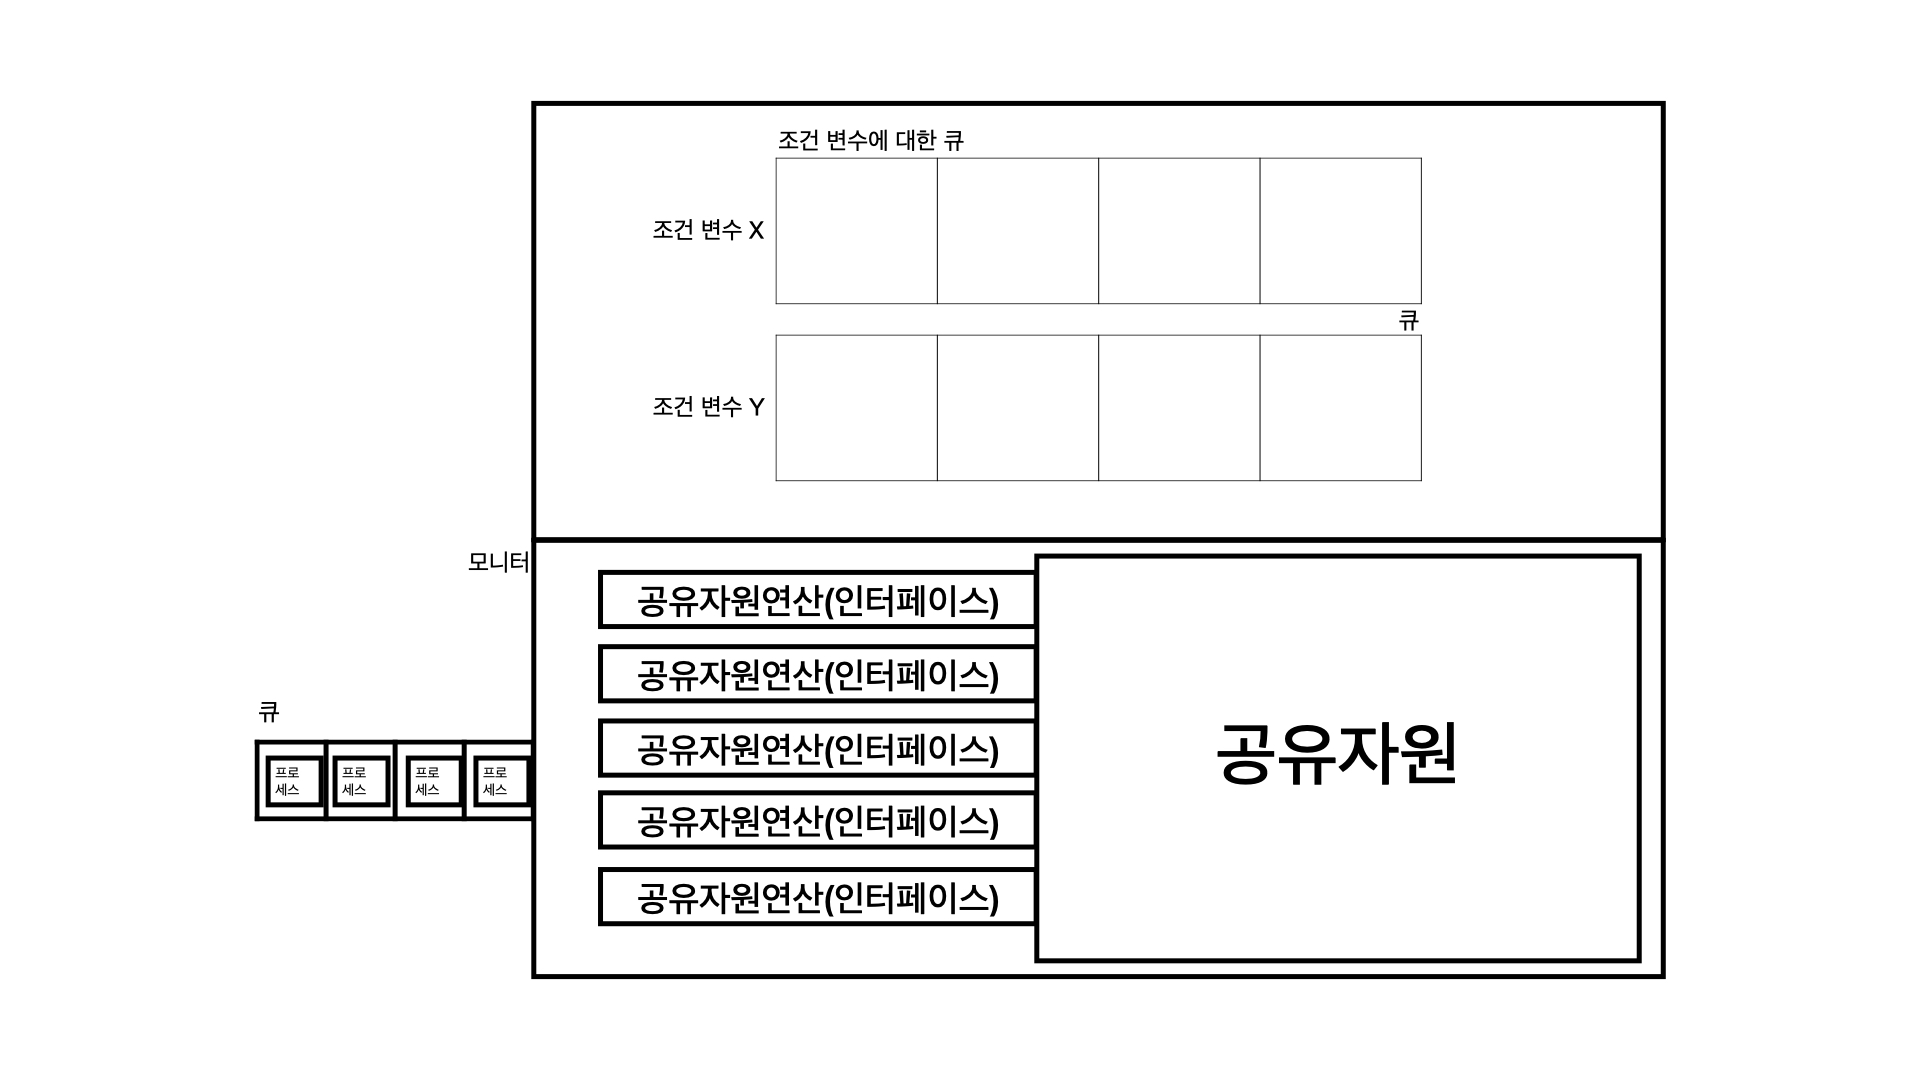 조건 변수에 대한 큐
조건 변수 X
큐
조건 변수 Y
모니터
공유자원연산(인터페이스)
공유자원연산(인터페이스)
공유자원연산(인터페이스)
공유자원연산(인터페이스)
공유자원연산(인터페이스)
공유자원
큐
프로
세스
프로
세스
프로
세스
프로
세스